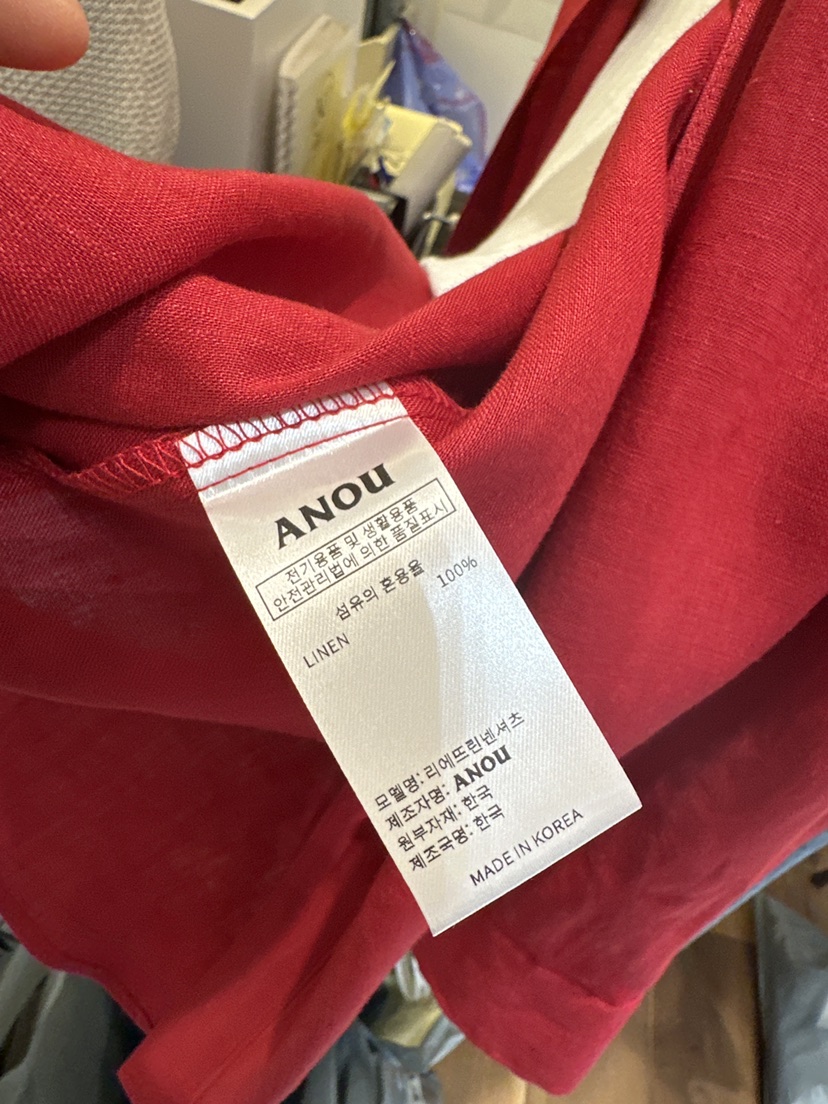 ANOU
전기용품 및 생활용품
안전관리법에 의한 품질표시
섬유의 혼용율
LINEN 100%
모델명: 리에뜨린넨셔츠
제조자명: ANOU
원부자재: 한국
제조국명: 한국
MADE IN KOREA